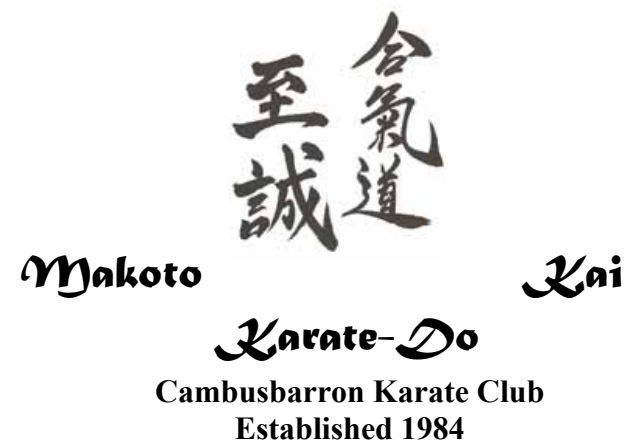 合氣道
至誠
Makoto Kai
Karate-Do
Cambusbarron Karate Club
Established 1984